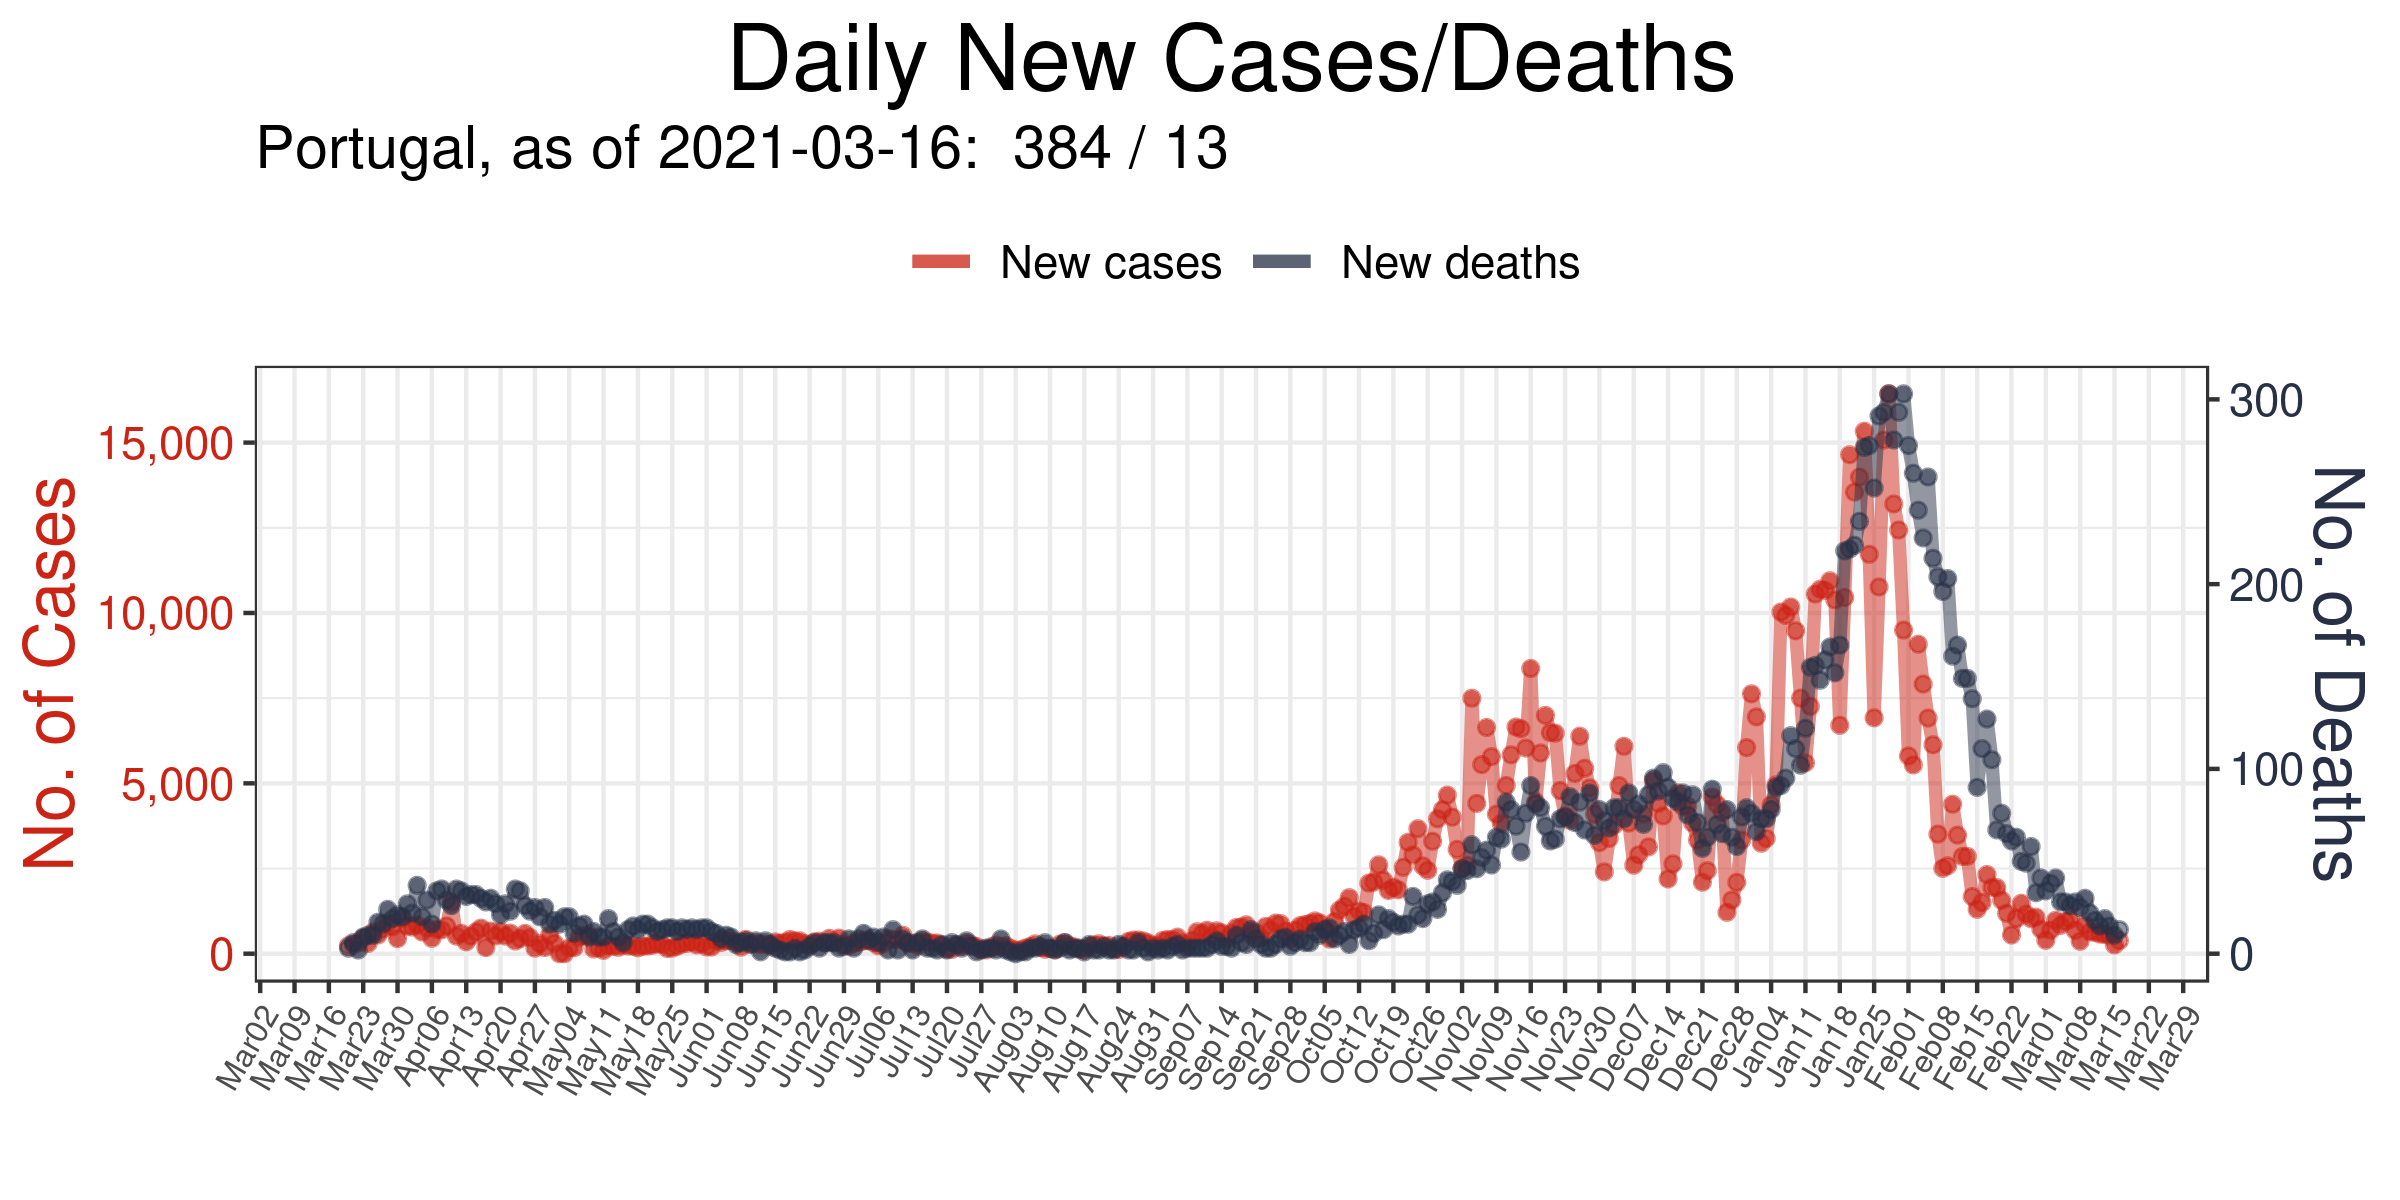 Daily New Cases/Deaths
Portugal, as of 2021-03-16:  384 / 13
New cases
New deaths
No. of Cases
15,000
10,000
5,000
0
300
200
100
0
No. of Deaths
Mar02
Mar09
Mar16
Mar23
Mar30
Apr06
Apr13
Apr20
Apr27
May04
May11
May18
May25
Jun01
Jun08
Jun15
Jun22
Jun29
Jul06
Jul13
Jul20
Jul27
Aug03
Aug10
Aug17
Aug24
Aug31
Sep07
Sep14
Sep21
Sep28
Oct05
Oct12
Oct19
Oct26
Nov02
Nov09
Nov16
Nov23
Nov30
Dec07
Dec14
Dec21
Dec28
Jan04
Jan11
Jan18
Jan25
Feb01
Feb08
Feb15
Feb22
Mar01
Mar08
Mar15
Mar22
Mar29